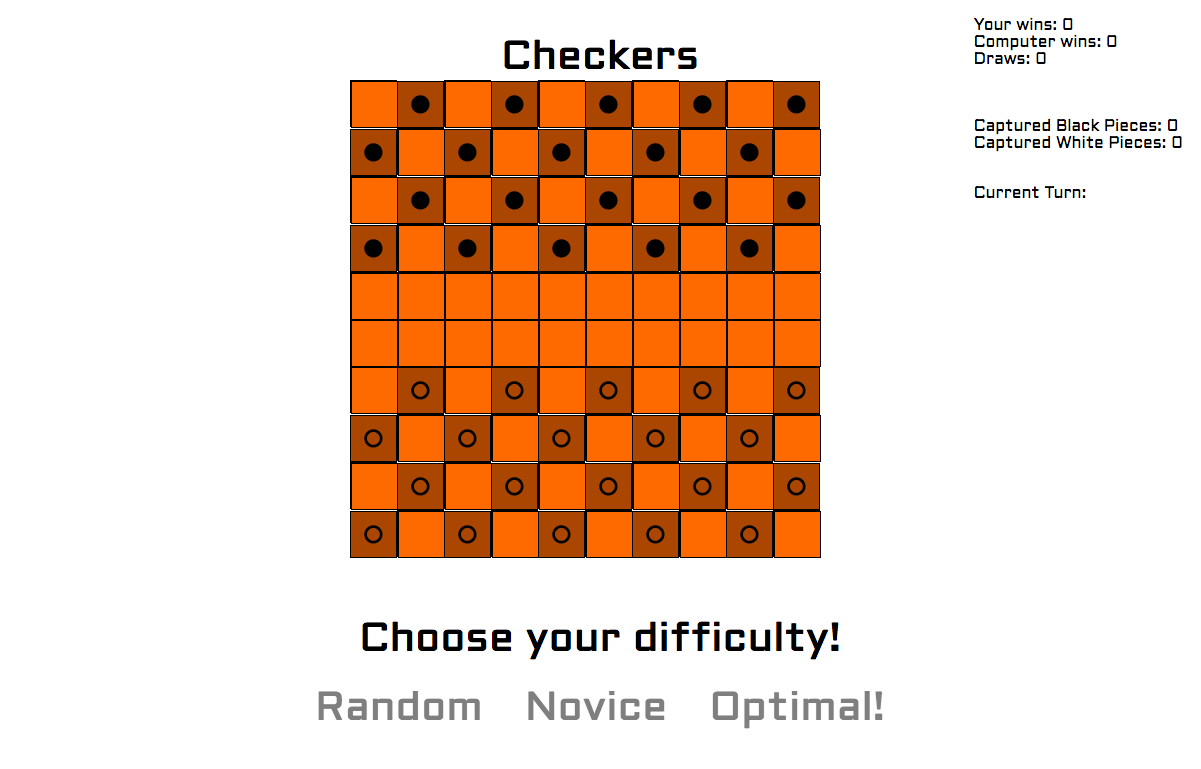 Your wins: 0
Computer wins: 0
Draws: 0
Checkers
Captured Black Pieces: 0
Captured White Pieces: 0
Current Turn:
Choose your difficulty!
Random Novice Optimal!